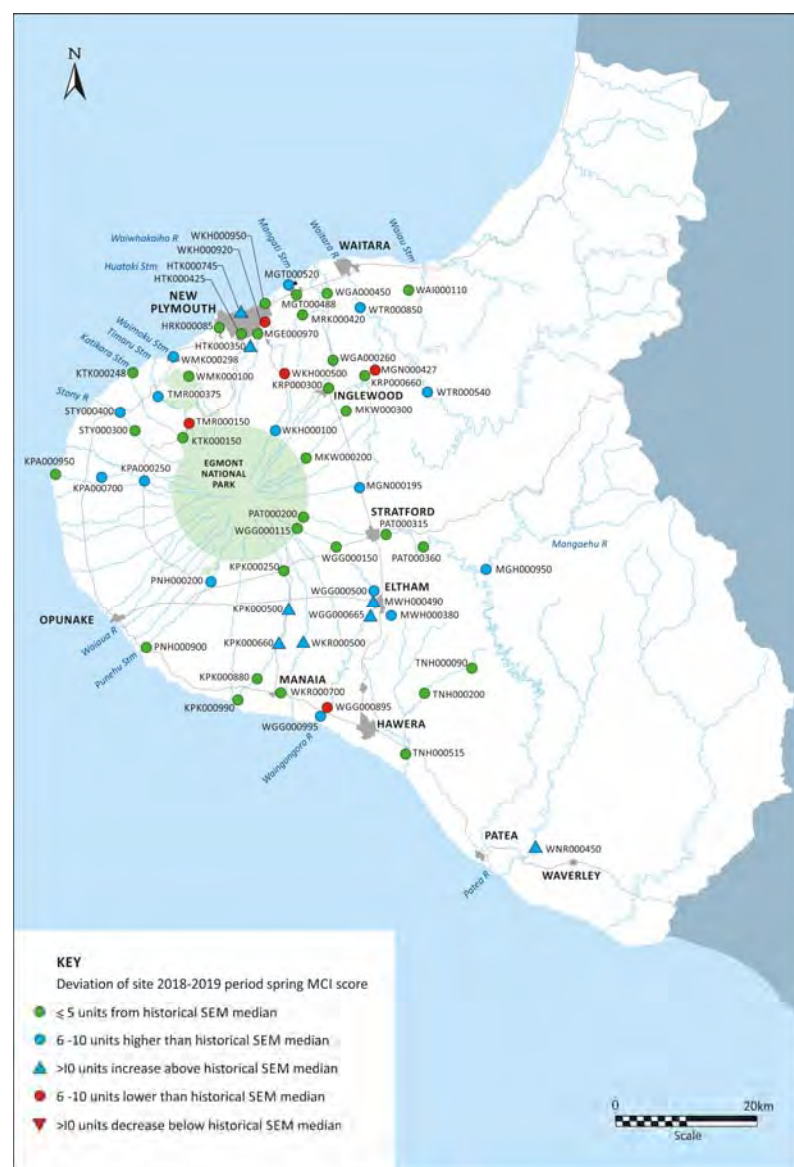 N
WKH000950
Waiwhakaiho R
WKH000920
Mangati Stm
Waitara R
WAITARA
Waiau Stm
Huatoki Stm
HTK000745
HTK000425
MGT000520
NEW
PLYMOUTH
WGA000450
WAI000110
MGT000488
WTR000850
MRK000420
HRK000085
MGE000970
HTK000350
Waimoku Stm
Timaru Stm
Katikara Stm
WMK000298
WGA000260
MGN000427
KTK000248
WMK000100
WKH000500
KRP000300
KRP000660
INGLEWOOD
WTR000540
TMR000375
Stony R
STY000400
MKW000300
TMR000150
STY000300
WKH000100
KTK000150
EGMONT
NATIONAL
PARK
MKW000200
KPA000950
KPA000250
KPA000700
MGN000195
PAT000200
STRATFORD
WGG000115
PAT000315
Mangaehu R
WGG000150
PAT000360
KPK000250
MGH000950
PNH000200
WGG000500
ELTHAM
MWH000490
KPK000500
WGG000665
MWH000380
OPUNAKE
Waiaua R
Punehu Stm
KPK000660
WKR000500
PNH000900
TNH000090
KPK000880
MANAIA
WKR000700
TNH000200
KPK000990
WGG000895
WGG000995
HAWERA
Waingongoro R
TNH000515
PATEA
WNR000450
Patea R
WAVERLEY
KEY
Deviation of site 2018-2019 period spring MCI score
⩽ 5 units from historical SEM median
6 -10 units higher than historical SEM median
>10 units increase above historical SEM median
6 -10 units lower than historical SEM median
>10 units decrease below historical SEM median
0 20km
Scale